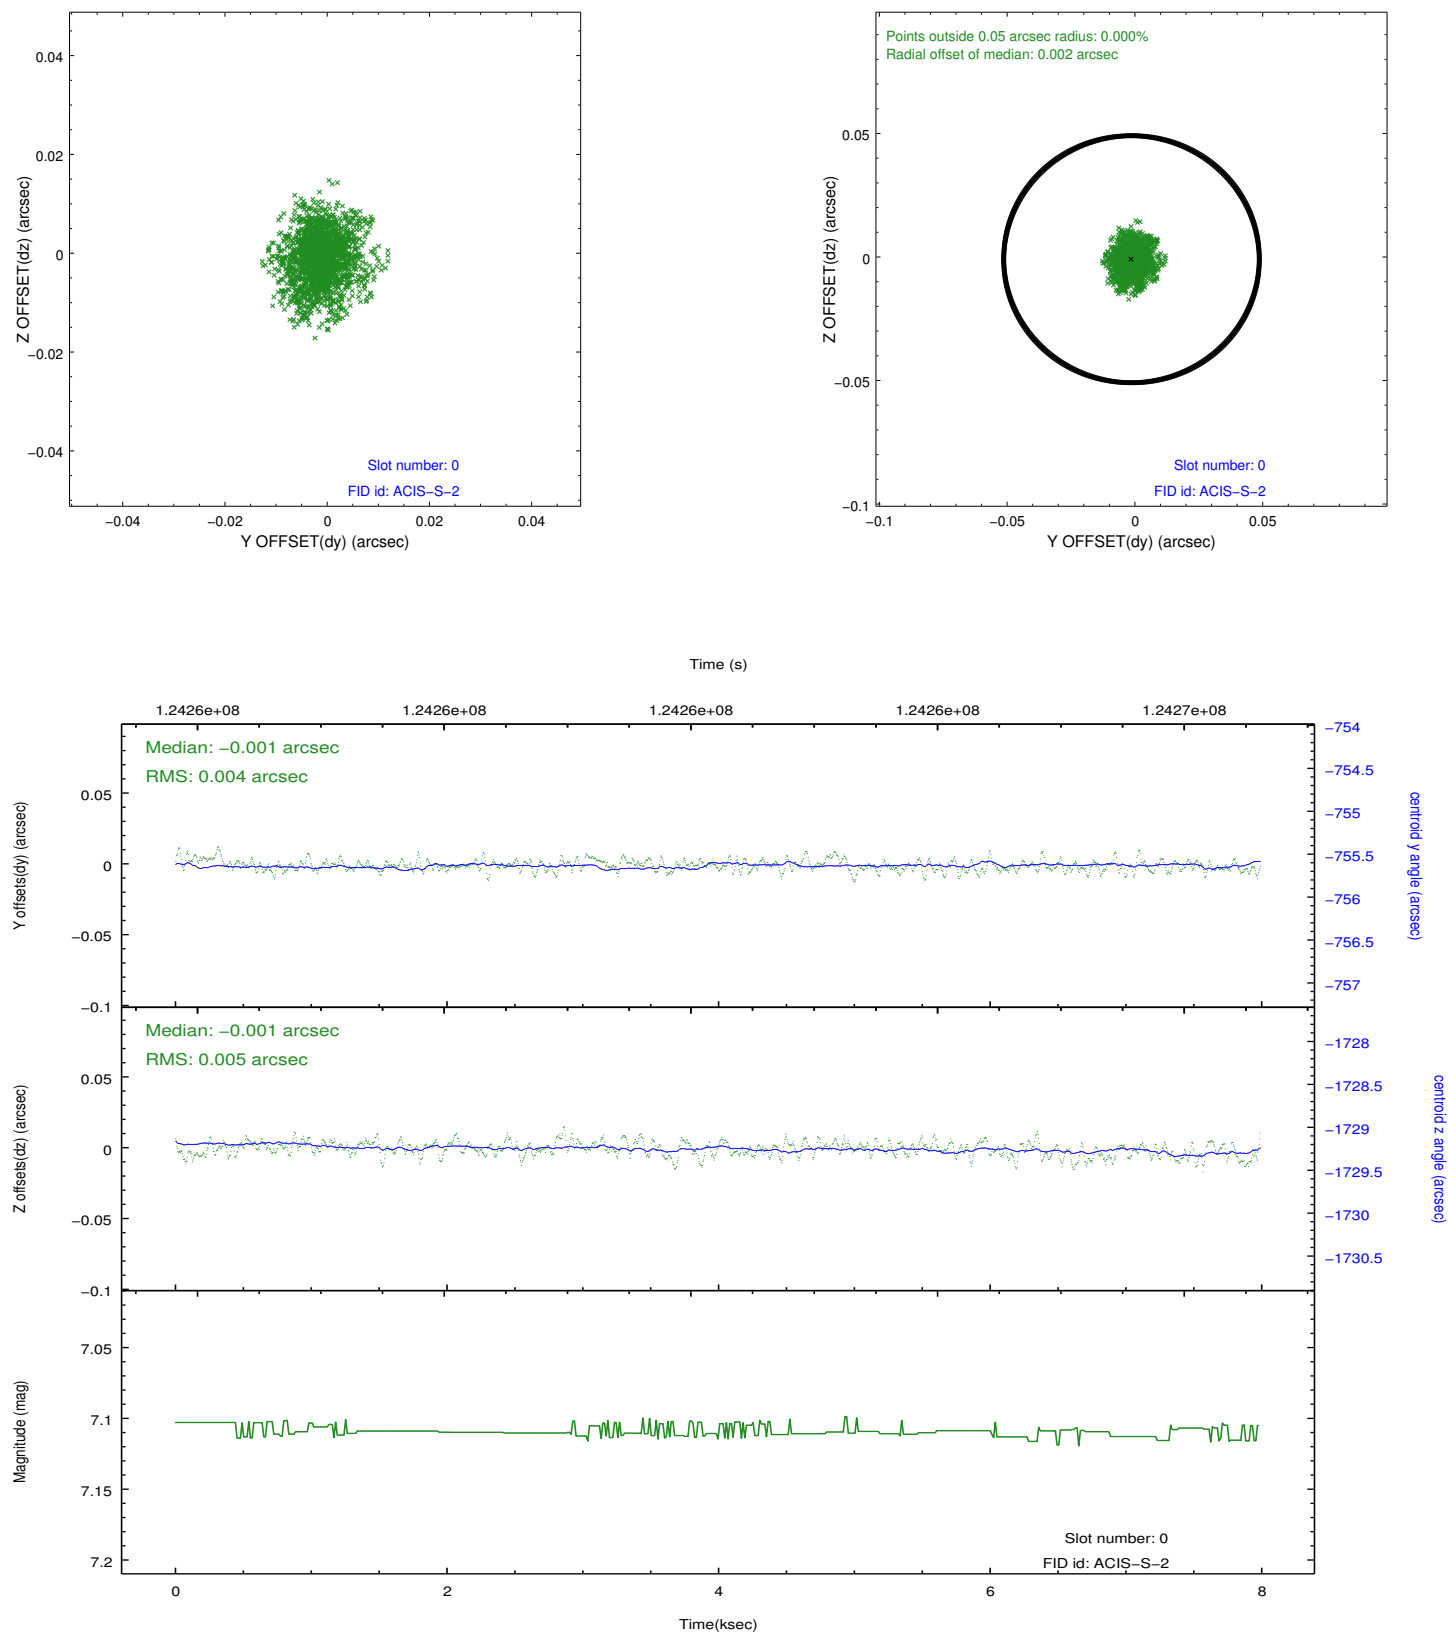 0.04
0.02
0
−0.02
−0.04
Z OFFSET(dz) (arcsec)
Slot number: 0
FID id: ACIS−S−2
−0.04 −0.02 0 0.02 0.04
Y OFFSET(dy) (arcsec)
Points outside 0.05 arcsec radius: 0.000%
Radial offset of median: 0.002 arcsec
0.05
0
−0.05
−0.1
Z OFFSET(dz) (arcsec)
Slot number: 0
FID id: ACIS−S−2
−0.1 −0.05 0 0.05
Y OFFSET(dy) (arcsec)
Time (s)
1.2426e+08 1.2426e+08 1.2426e+08 1.2426e+08 1.2427e+08
Median: −0.001 arcsec
RMS: 0.004 arcsec
0.05
0
−0.05
−0.1
Y offsets(dy) (arcsec)
−754
−754.5
−755
−755.5
−756
−756.5
−757
centroid y angle (arcsec)
Median: −0.001 arcsec
RMS: 0.005 arcsec
0.05
0
−0.05
−0.1
Z offsets(dz) (arcsec)
−1728
−1728.5
−1729
−1729.5
−1730
−1730.5
centroid z angle (arcsec)
7.05
7.1
7.15
7.2
Magnitude (mag)
Slot number: 0
FID id: ACIS−S−2
0 2 4 6 8
Time(ksec)